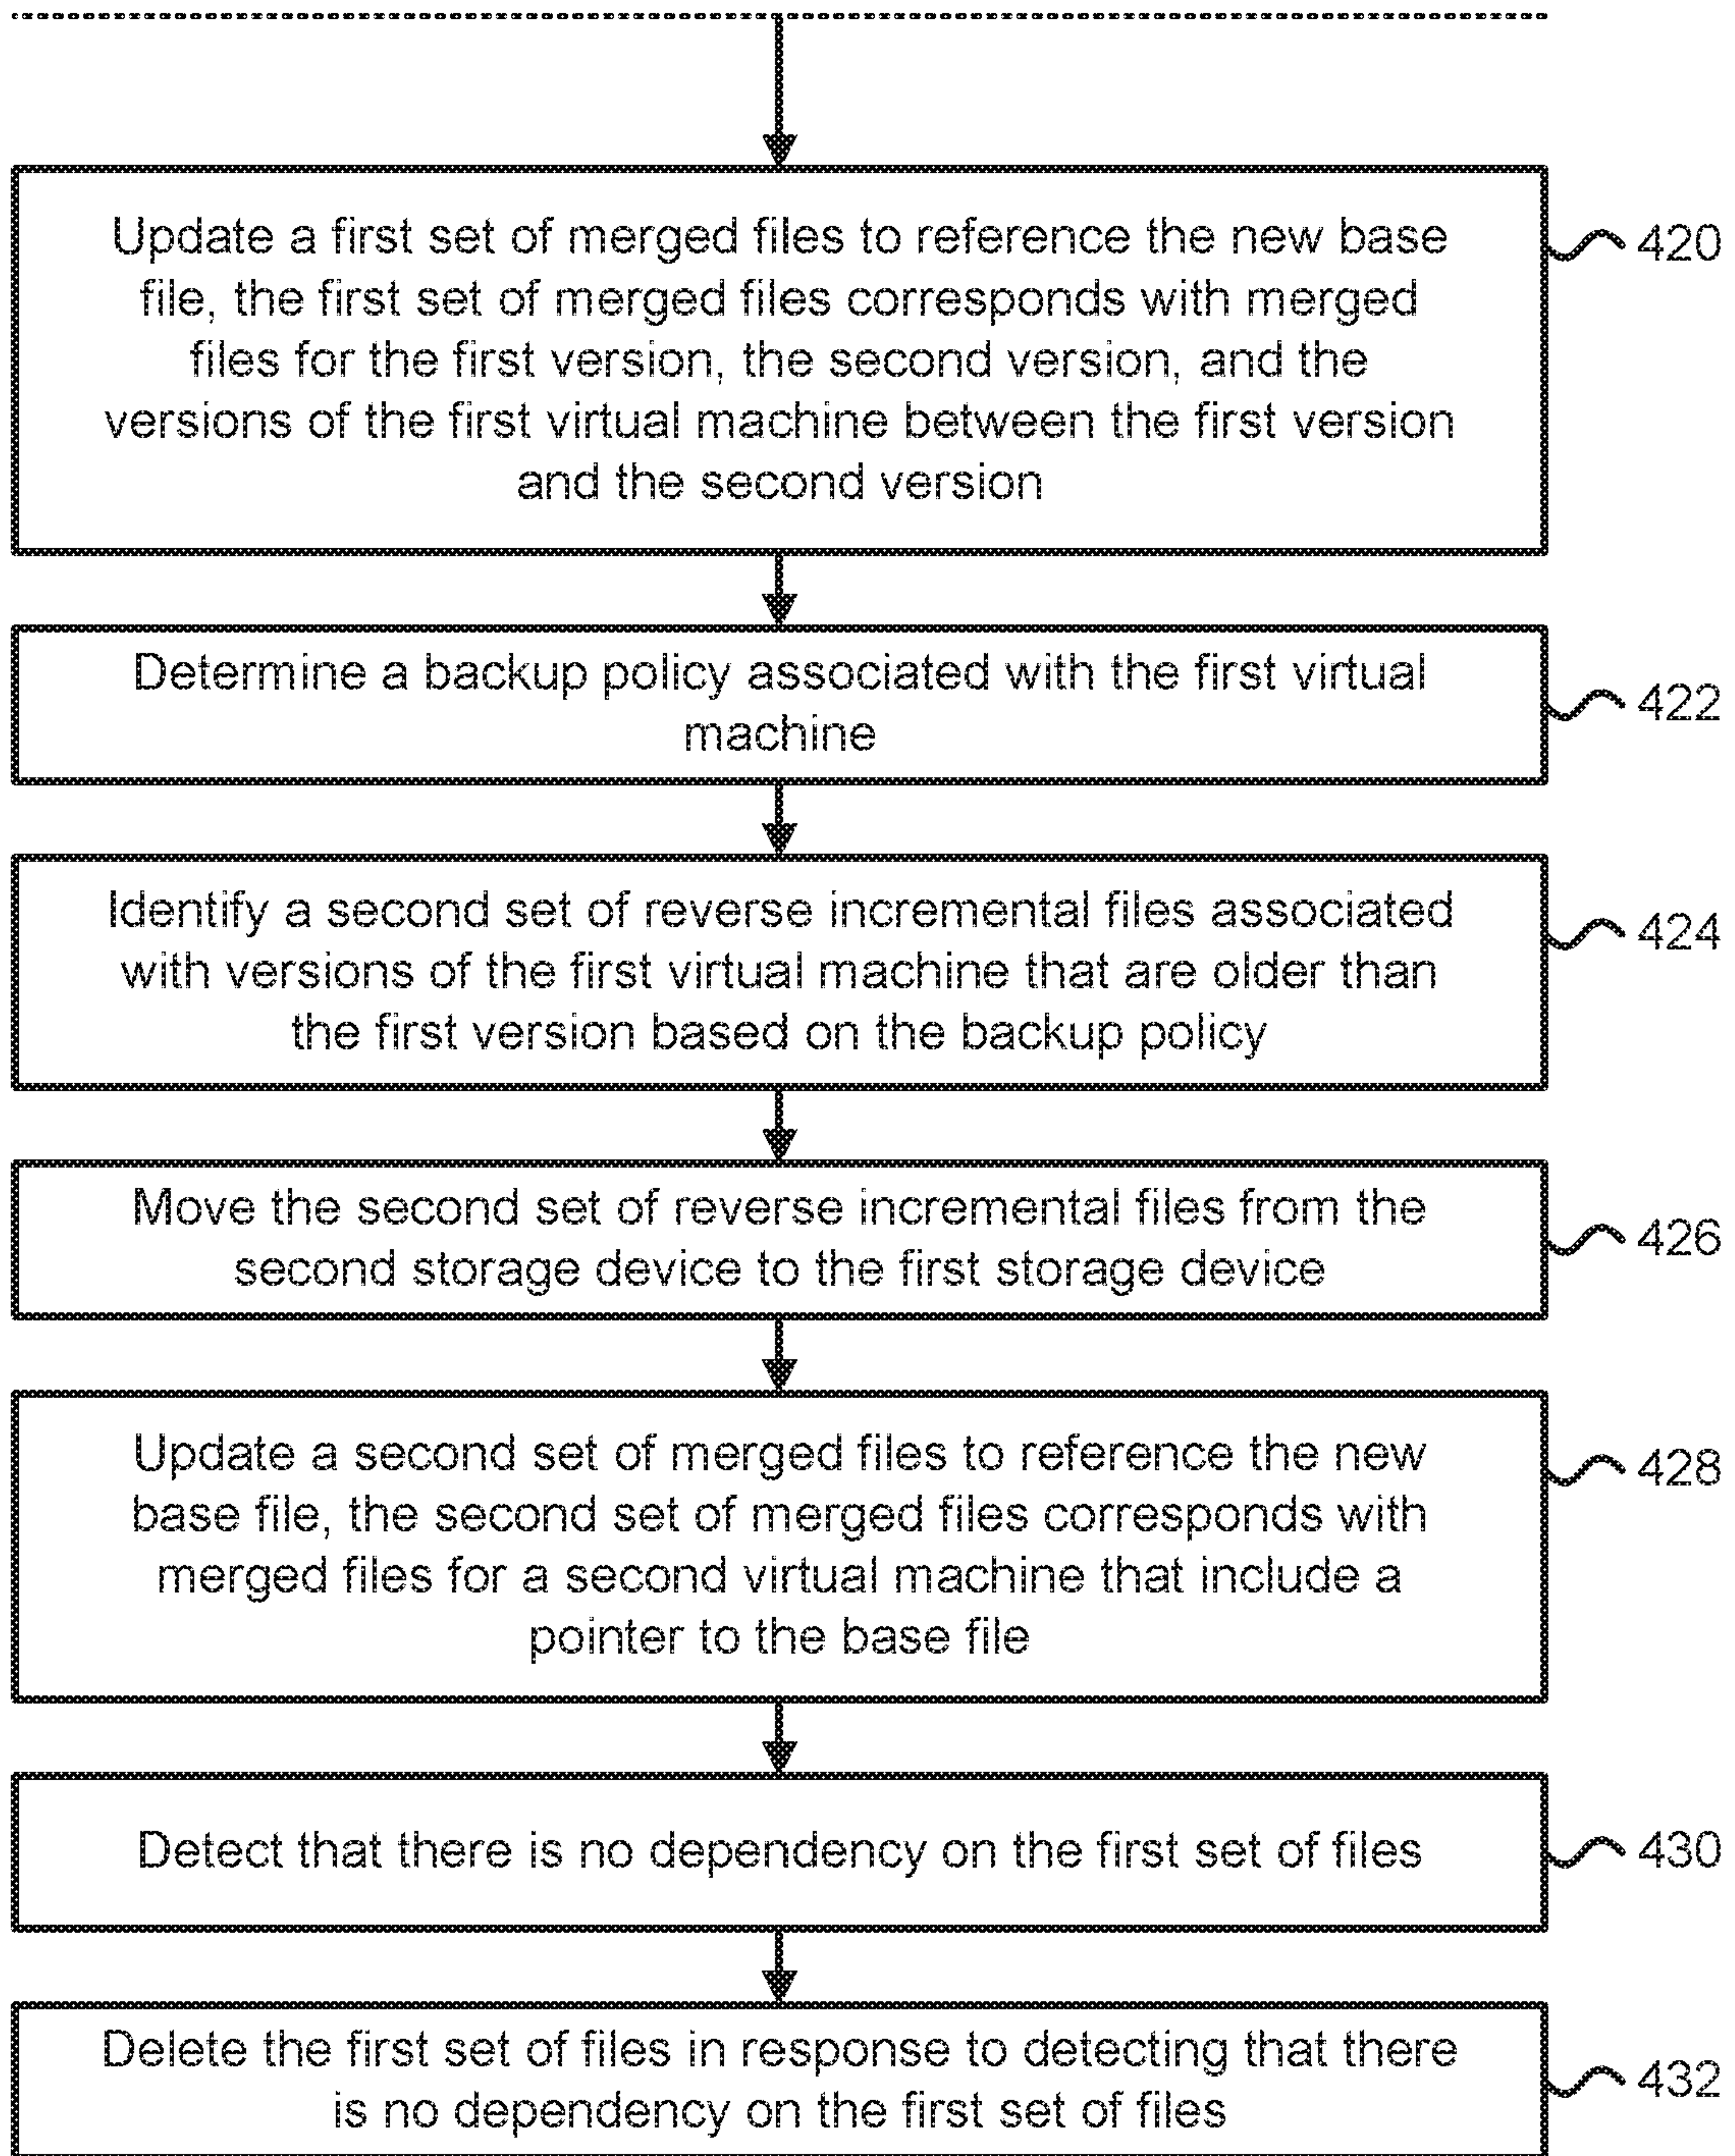 Update a first set of merged files to reference the new base
file, the first set of merged files corresponds with merged
files for the first version, the second version, and the
versions of the first virtual machine between the first version
and the second version
420
Determine a backup policy associated with the first virtual
machine
422
Identify a second set of reverse incremental files associated
with versions of the first virtual machine that are older than
the first version based on the backup policy
424
Move the second set of reverse incremental files from the
second storage device to the first storage device
426
Update a second set of merged files to reference the new
base file, the second set of merged files corresponds with
merged files for a second virtual machine that include a
pointer to the base file
428
Detect that there is no dependency on the first set of files
430
Delete the first set of files in response to detecting that there
is no dependency on the first set of files
432